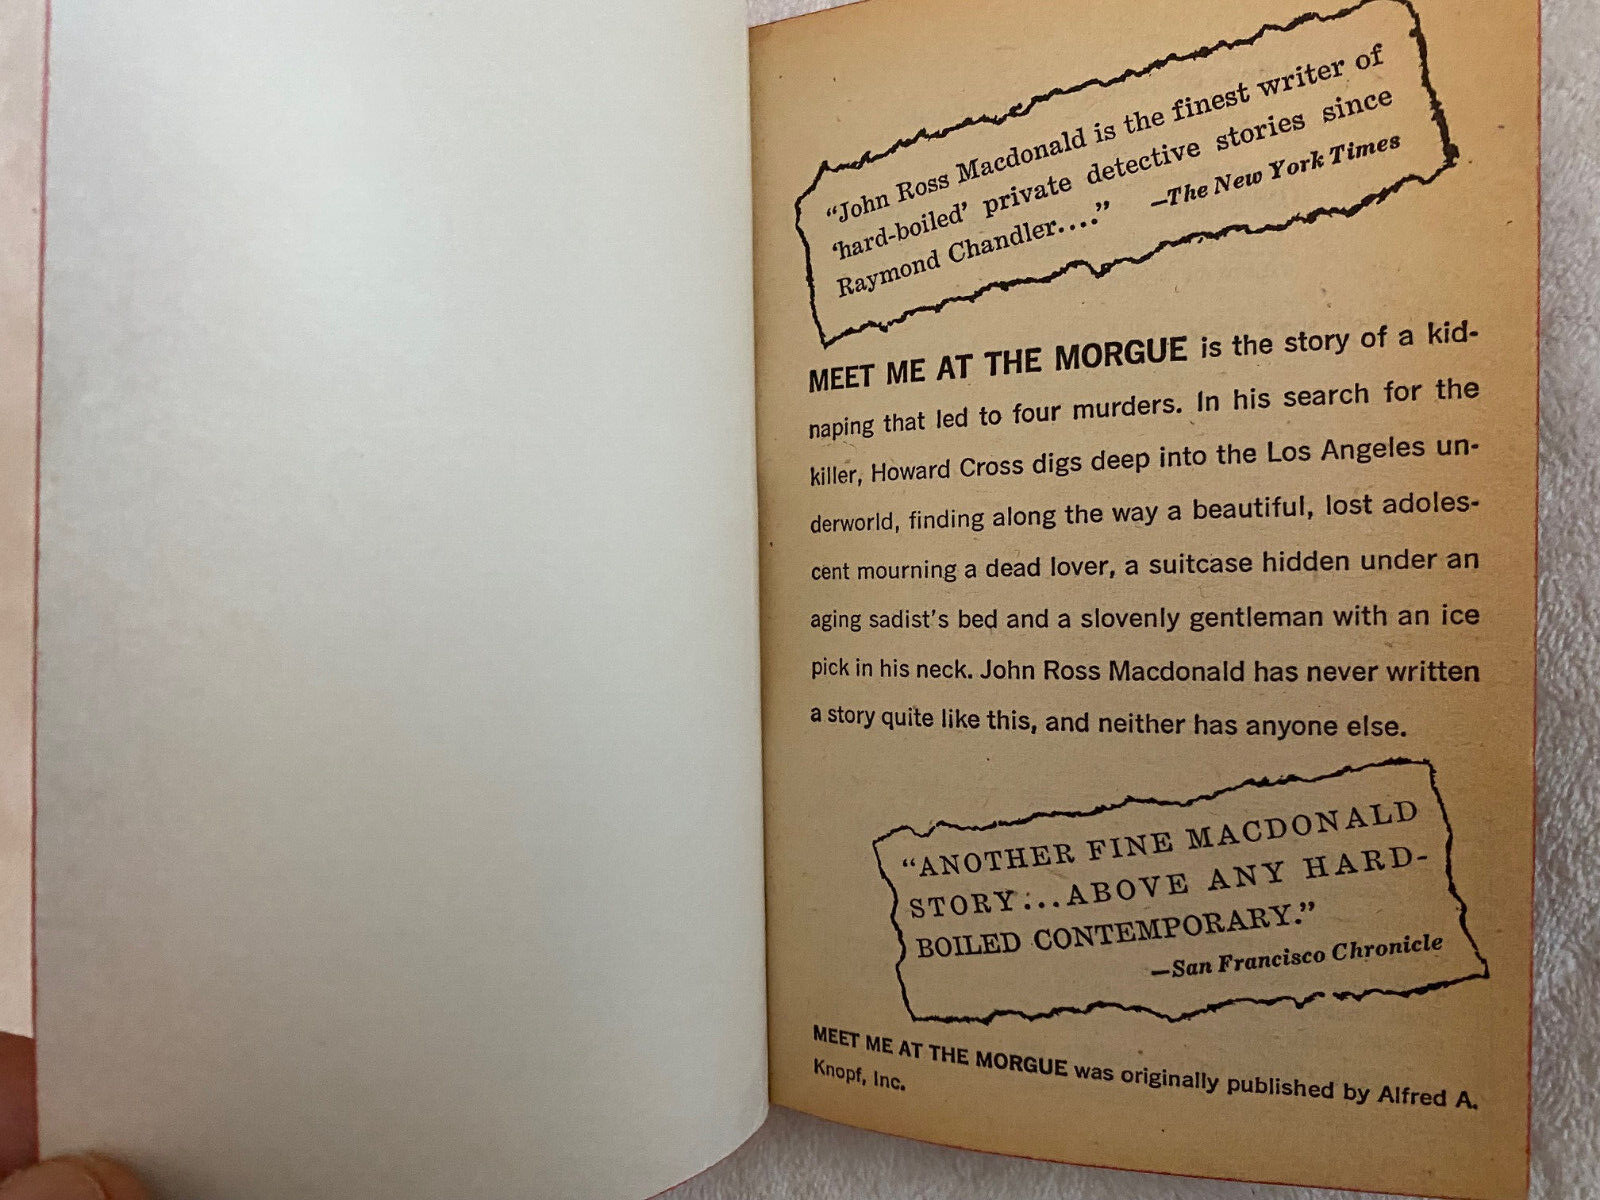 “John Ross Macdonald is the finest writer of
‘hard-boiled’ private detective stories since
Raymond Chandler....” —The New York Times
MEET ME AT THE MORGUE is the story of a kid-
naping that led to four murders. In his search for the
killer, Howard Cross digs deep into the Los Angeles un-
derworld, finding along the way a beautiful, lost adoles-
cent mourning a dead lover, a suitcase hidden under an
aging sadist’s bed and a slovenly gentleman with an ice
pick in his neck. John Ross Macdonald has never written
a story quite like this, and neither has anyone else.
“ANOTHER FINE MACDONALD
STORY....ABOVE ANY HARD-
BOILED CONTEMPORARY.”
—San Francisco Chronicle
MEET ME AT THE MORGUE was originally published by Alfred A.
Knopf, Inc.